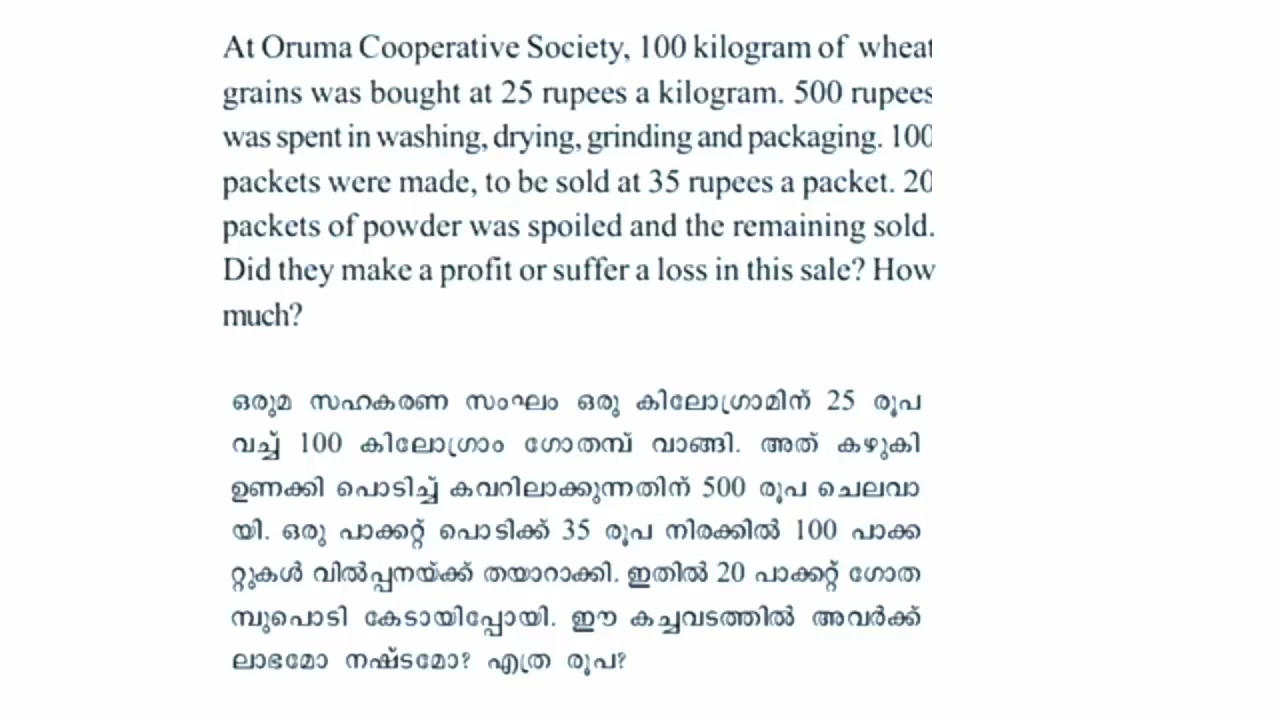 At Oruma Cooperative Society, 100 kilogram of wheat
grains was bought at 25 rupees a kilogram. 500 rupees
was spent in washing, drying, grinding and packaging. 100
packets were made, to be sold at 35 rupees a packet. 20
packets of powder was spoiled and the remaining sold.
Did they make a profit or suffer a loss in this sale? How
much?
ഒരുമ സഹകരണ സംഘം ഒരു കിലോഗ്രാമിന് 25 രൂപ
വച്ച് 100 കിലോഗ്രാം ഗോതമ്പ് വാങ്ങി. അത് കഴുകി
ഉണക്കി പൊടിച്ച് കവറിലാക്കുന്നതിന് 500 രൂപ ചെലവാ
യി. ഒരു പാക്കറ്റ് പൊടിക്ക് 35 രൂപ നിരക്കിൽ 100 പാക്ക
റ്റുകൾ വിൽപ്പനയ്ക്ക് തയാറാക്കി. ഇതിൽ 20 പാക്കറ്റ് ഗോത
മ്പുപൊടി കേടായിപ്പോയി. ഈ കച്ചവടത്തിൽ അവർക്ക്
ലാഭമോ നഷ്ടമോ? എത്ര രൂപ?